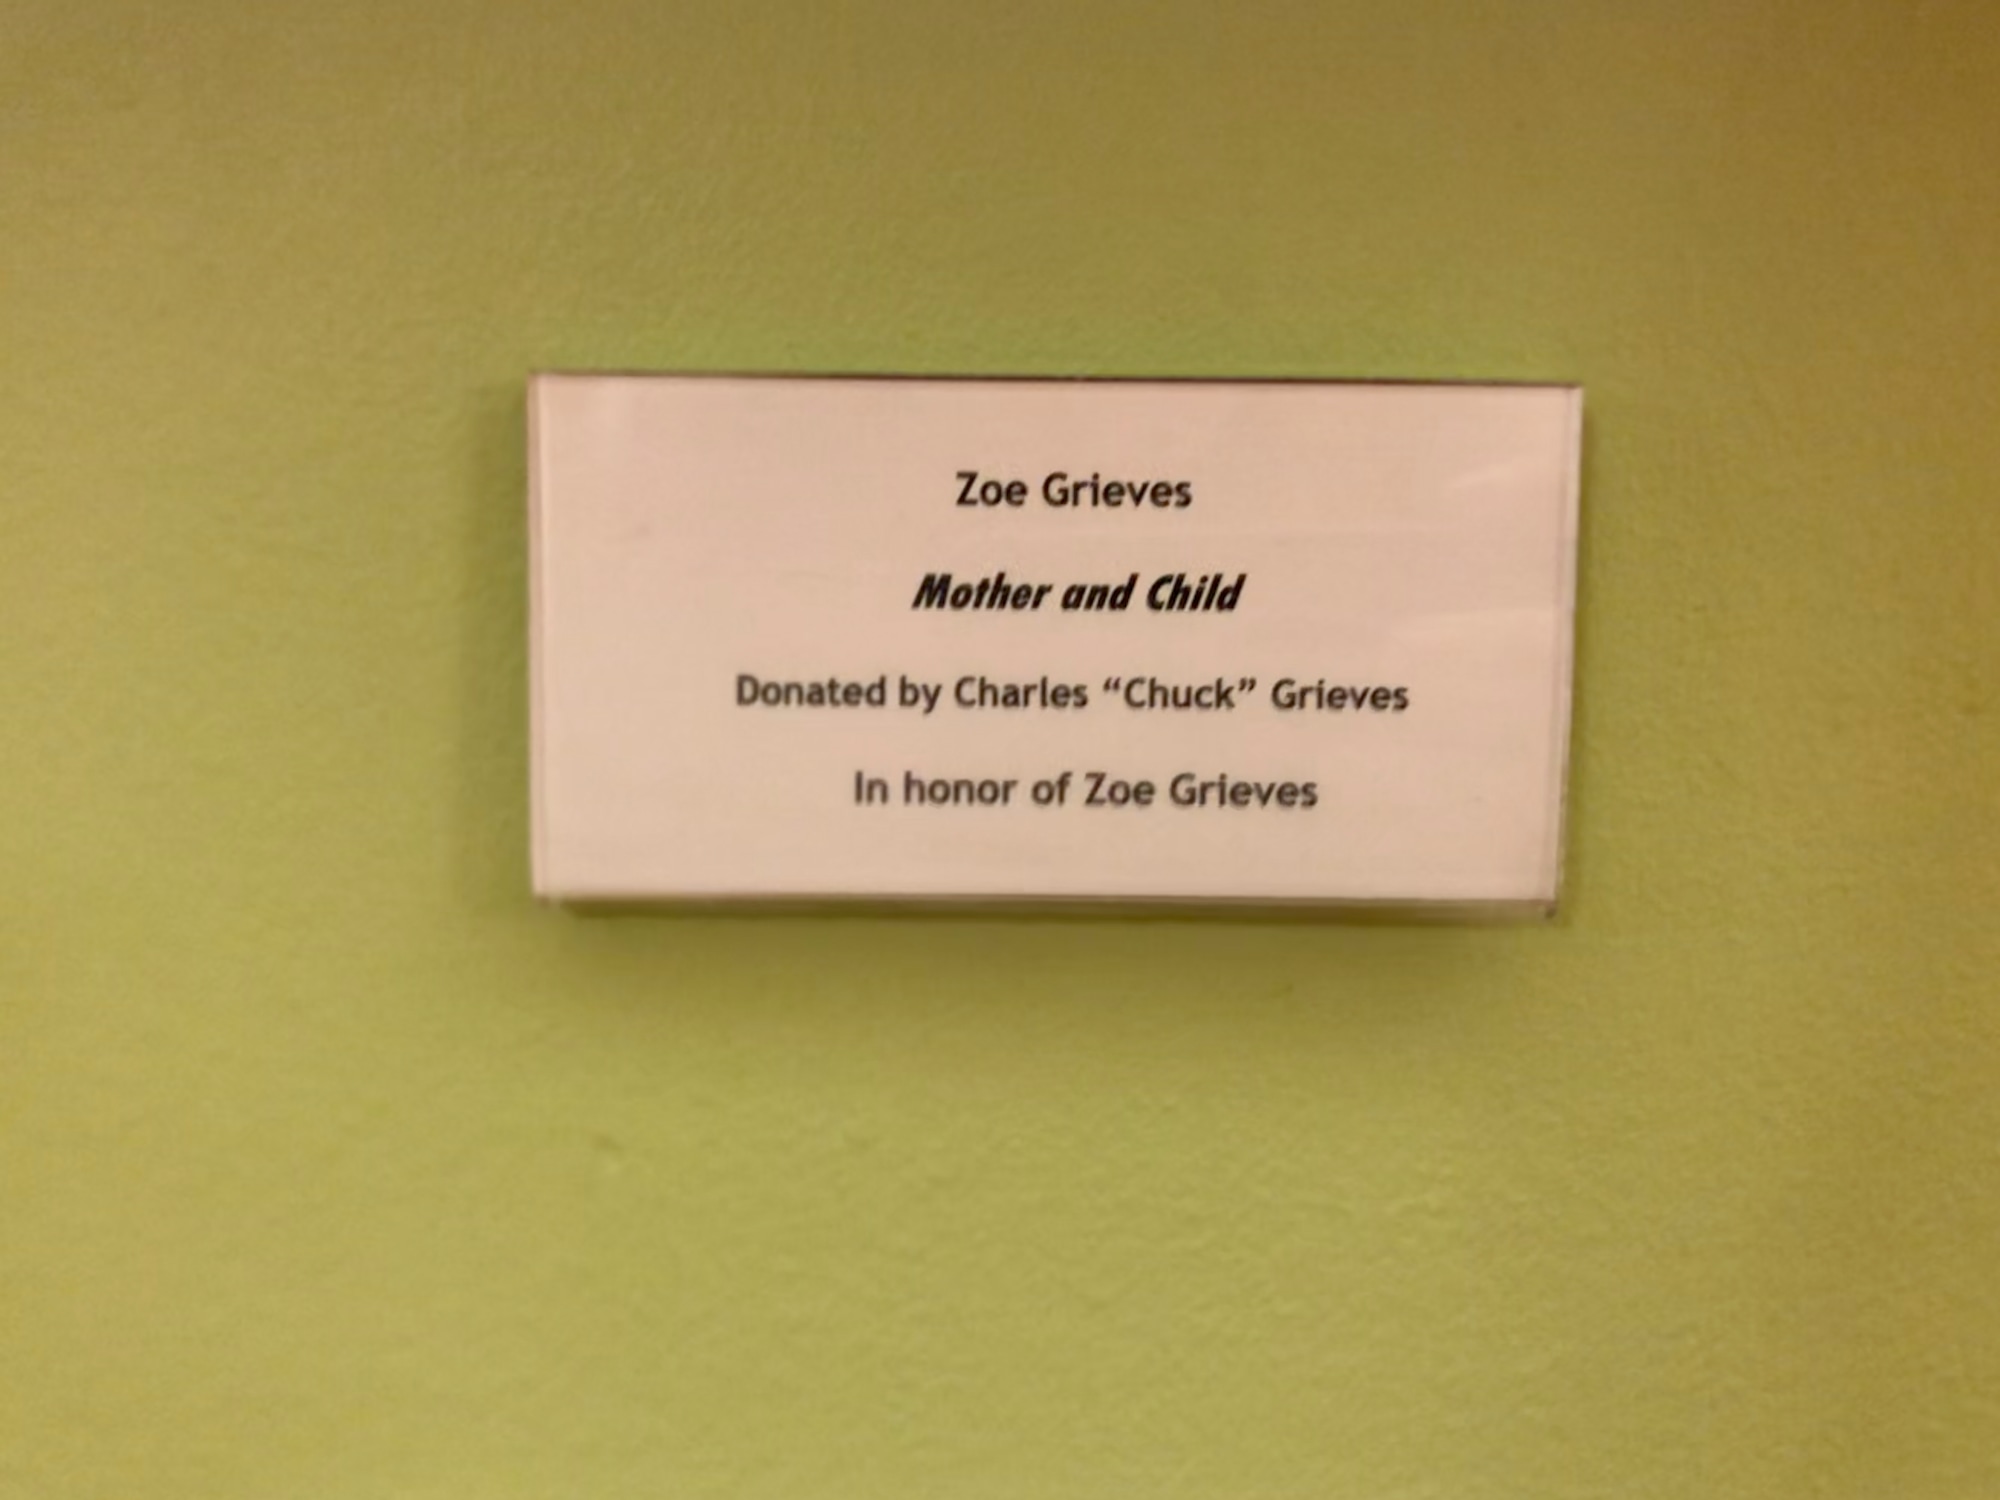 Zoe Grieves
Mother and Child
Donated by Charles “Chuck” Grieves
In honor of Zoe Grieves